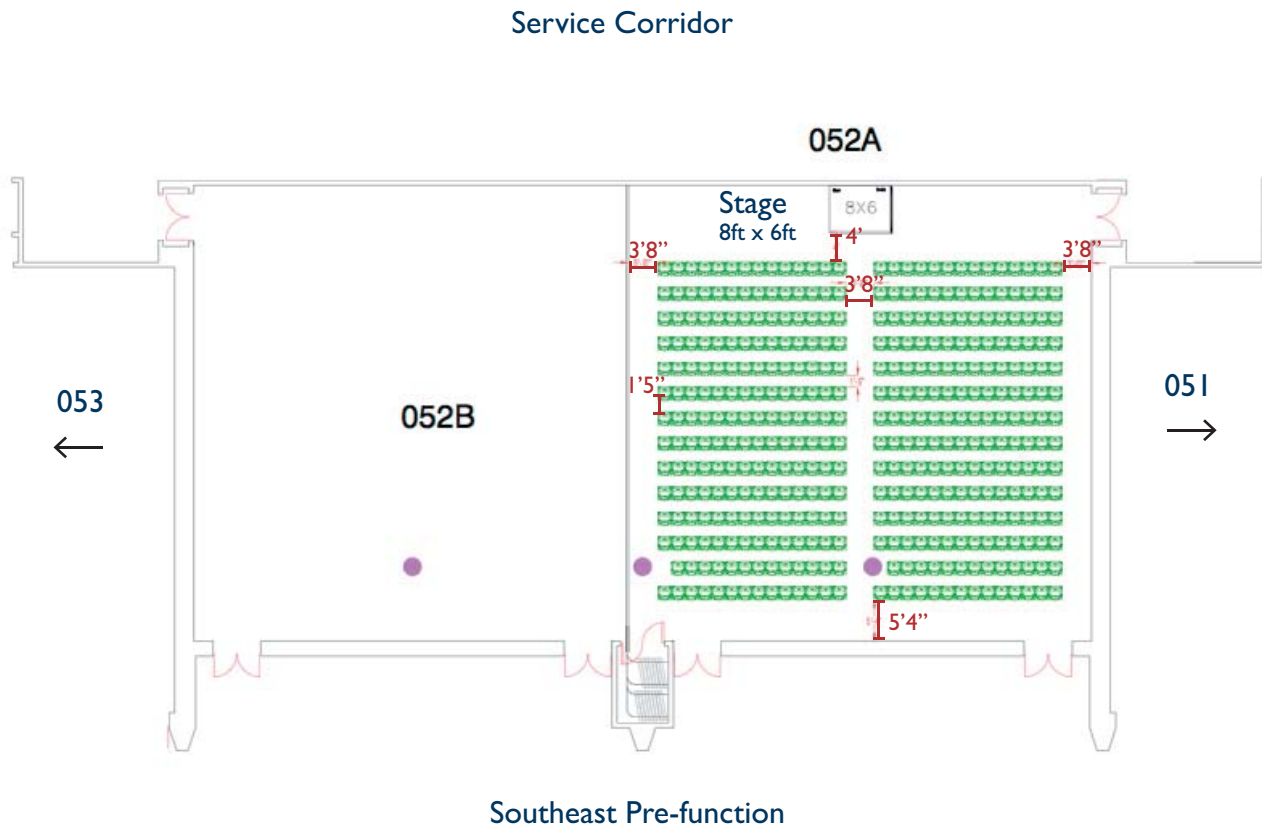 Service Corridor
052A
Stage
8ft x 6ft
8X6
4’
3’8”
3’8”
3’8”
1’5”
053
052B
051
5’4”
Southeast Pre-function